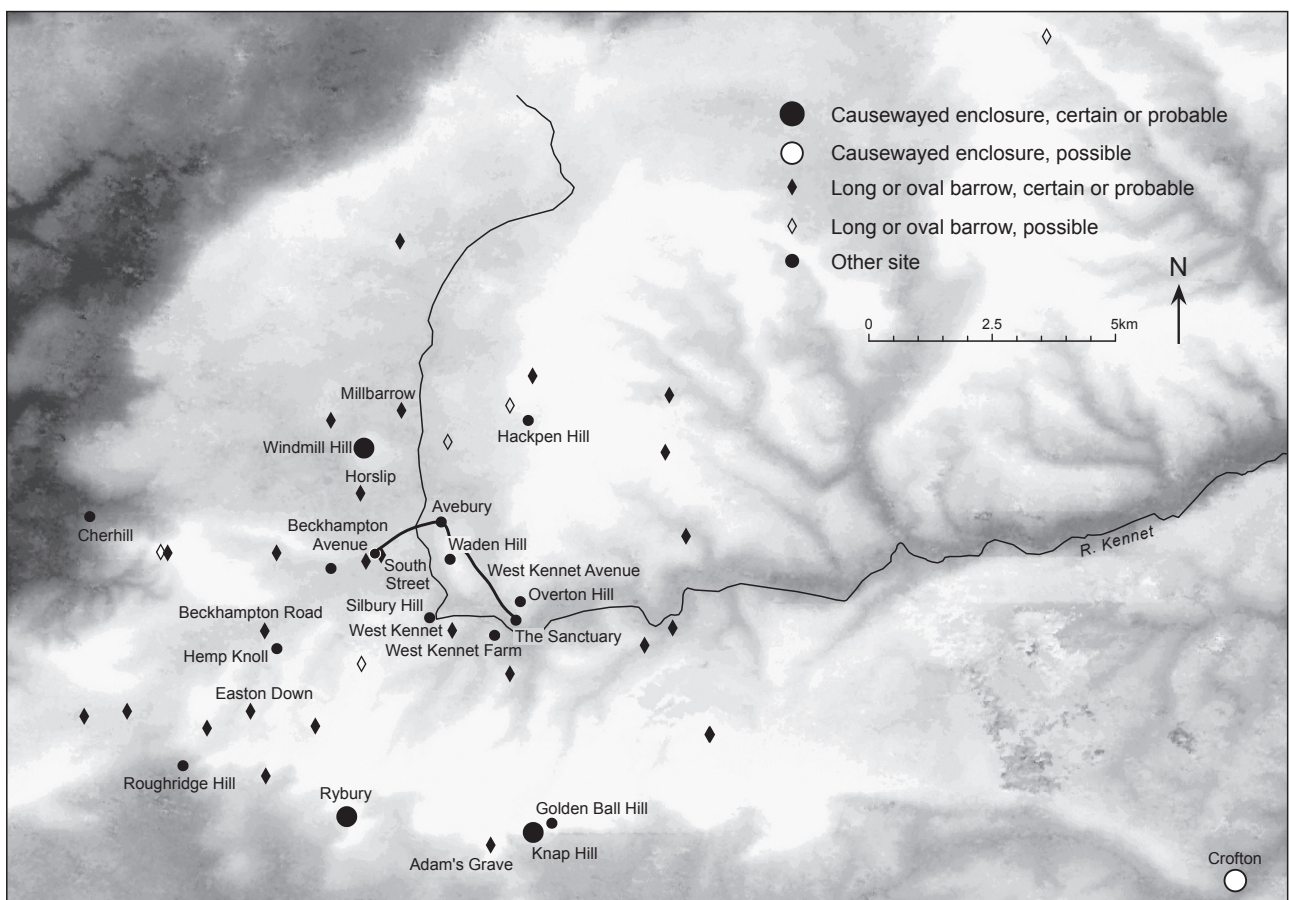 Causewayed enclosure, certain or probable
Causewayed enclosure, possible
Long or oval barrow, certain or probable
Long or oval barrow, possible
Other site
N
0 2.5 5km
Millbarrow
Hackpen Hill
Windmill Hill
Horslip
Avebury
Cherhill
Beckhampton
Avenue
Waden Hill
South
Street
West Kennet Avenue
R. Kennet
Overton Hill
Silbury Hill
Beckhampton Road
West Kennet
The Sanctuary
West Kennet Farm
Hemp Knoll
Easton Down
Roughridge Hill
Rybury
Golden Ball Hill
Knap Hill
Adam's Grave
Crofton